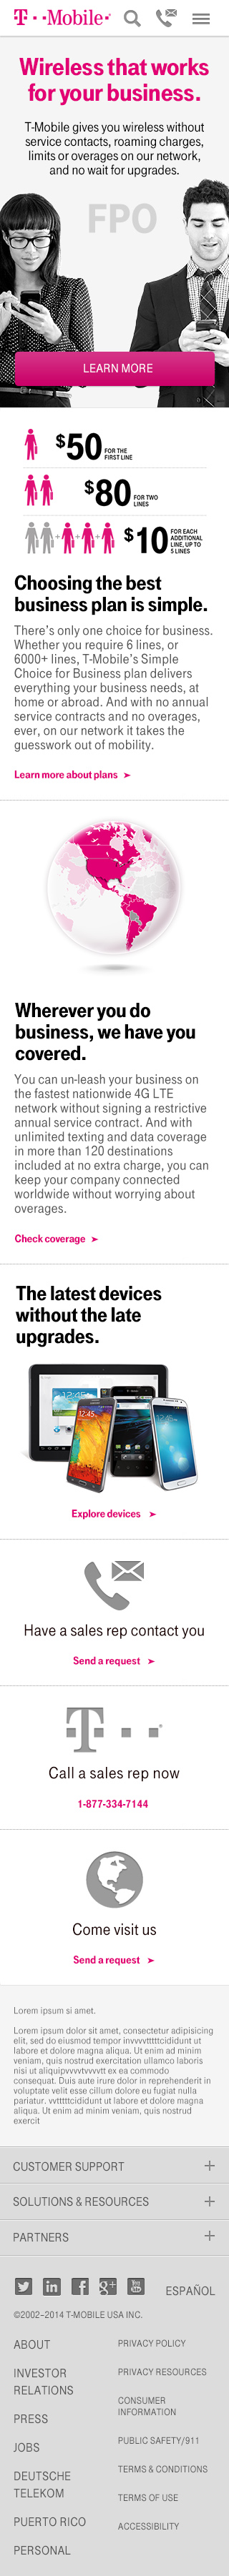 T··Mobile·
Wireless that works
for your business.
T-Mobile gives you wireless without
service contracts, roaming charges,
limits or overages on our network,
and no wait for upgrades.
FPO
LEARN MORE
$50 FOR THE
FIRST LINE
$80 FOR TWO
LINES
$10 FOR EACH
ADDITIONAL
LINE, UP TO
5 LINES
Choosing the best
business plan is simple.
There's only one choice for business.
Whether you require 6 lines, or
6000+ lines, T-Mobile's Simple
Choice for Business plan delivers
everything your business needs, at
home or abroad. And with no annual
service contracts and no overages,
ever, on our network it takes the
guesswork out of mobility.
Learn more about plans
Wherever you do
business, we have you
covered.
You can un-leash your business on
the fastest nationwide 4G LTE
network without signing a restrictive
annual service contract. And with
unlimited texting and data coverage
in more than 120 destinations
included at no extra charge, you can
keep your company connected
worldwide without worrying about
overages.
Check coverage
The latest devices
without the late
upgrades.
12:45
Explore devices
Have a sales rep contact you
Send a request
T··
Call a sales rep now
1-877-334-7144
Come visit us
Send a request
Lorem ipsum si amet.
Lorem ipsum dolor sit amet, consectetur adipisicing
elit, sed do eiusmod tempor invvvvttttttcididunt ut
labore et dolore magna aliqua. Ut enim ad minim
veniam, quis nostrud exercitation ullamco laboris
nisi ut aliquipvvvvtvvvvtt ex ea commodo
consequat. Duis aute irure dolor in reprehenderit in
voluptate velit esse cillum dolore eu fugiat nulla
pariatur. vvttttttcididunt ut labore et dolore magna
aliqua. Ut enim ad minim veniam, quis nostrud
exercit
CUSTOMER SUPPORT
SOLUTIONS & RESOURCES
PARTNERS
ESPAÑOL
©2002–2014 T-MOBILE USA INC.
ABOUT
INVESTOR
RELATIONS
PRESS
JOBS
DEUTSCHE
TELEKOM
PUERTO RICO
PERSONAL
PRIVACY POLICY
PRIVACY RESOURCES
CONSUMER
INFORMATION
PUBLIC SAFETY/911
TERMS & CONDITIONS
TERMS OF USE
ACCESSIBILITY